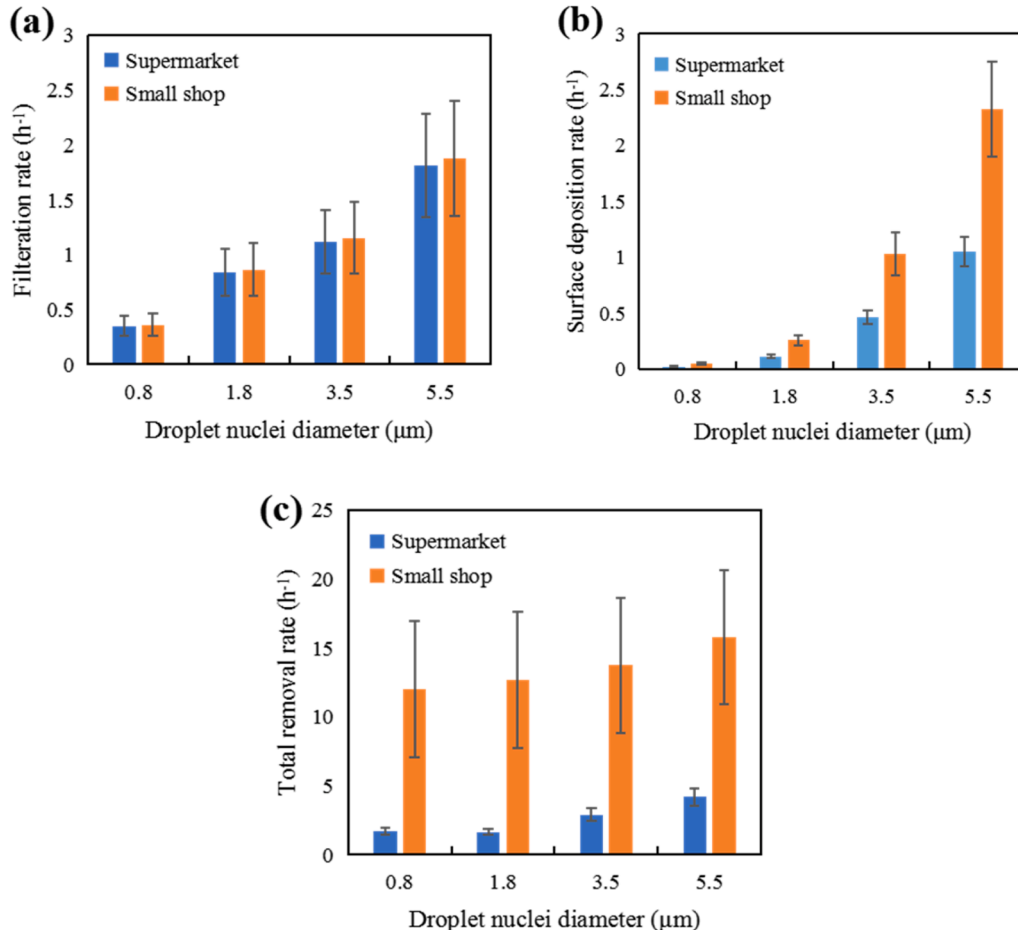 (a)
3
2.5
2
1.5
1
0.5
0
Filteration rate (h-1)
Supermarket
Small shop
0.8 1.8 3.5 5.5
Droplet nuclei diameter (μm)
(b)
3
2.5
2
1.5
1
0.5
0
Surface deposition rate (h-1)
Supermarket
Small shop
0.8 1.8 3.5 5.5
Droplet nuclei diameter (μm)
(c)
25
20
15
10
5
0
Total removal rate (h-1)
Supermarket
Small shop
0.8 1.8 3.5 5.5
Droplet nuclei diameter (μm)